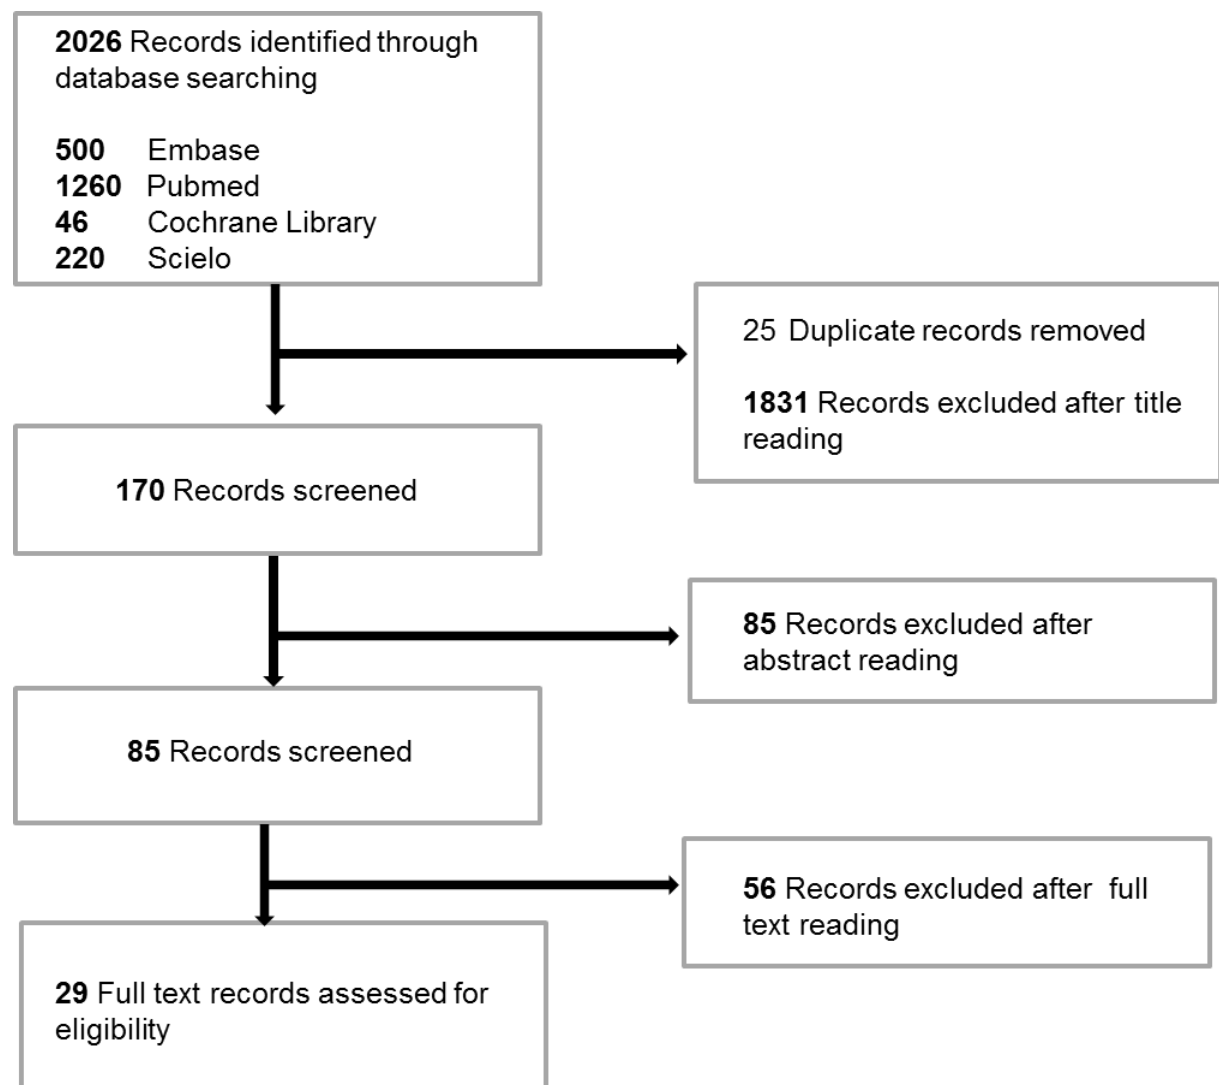 2026 Records identified through
database searching
500 Embase
1260 Pubmed
46 Cochrane Library
220 Scielo
25 Duplicate records removed
1831 Records excluded after title
reading
170 Records screened
85 Records excluded after
abstract reading
85 Records screened
56 Records excluded after full
text reading
29 Full text records assessed for
eligibility